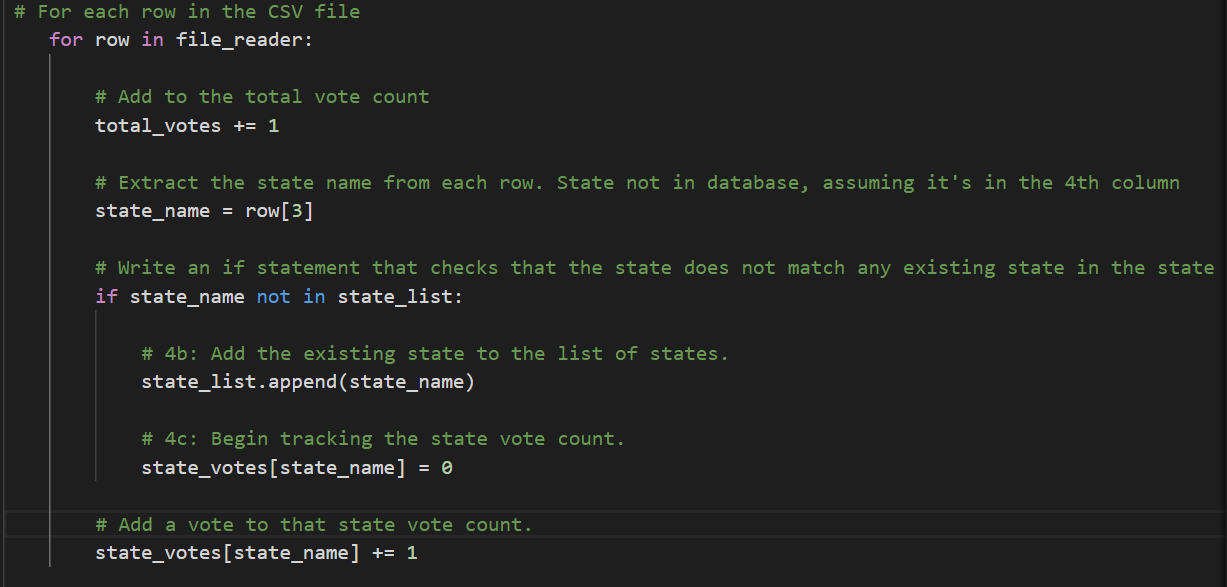 # For each row in the CSV file
for row in file_reader:
# Add to the total vote count
total_votes += 1
# Extract the state name from each row. State not in database, assuming it's in the 4th column
state_name = row[3]
# Write an if statement that checks that the state does not match any existing state in the state
if state_name not in state_list:
# 4b: Add the existing state to the list of states.
state_list.append(state_name)
# 4c: Begin tracking the state vote count.
state_votes[state_name] = 0
# Add a vote to that state vote count.
state_votes[state_name] += 1